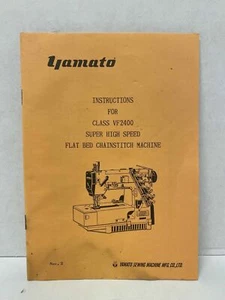 Yamato
INSTRUCTIONS
FOR
CLASS VF2400
SUPER HIGH SPEED
FLAT BED CHAINSTITCH MACHINE
YAMATO SEWING MACHINE MFG.CO.,LTD.